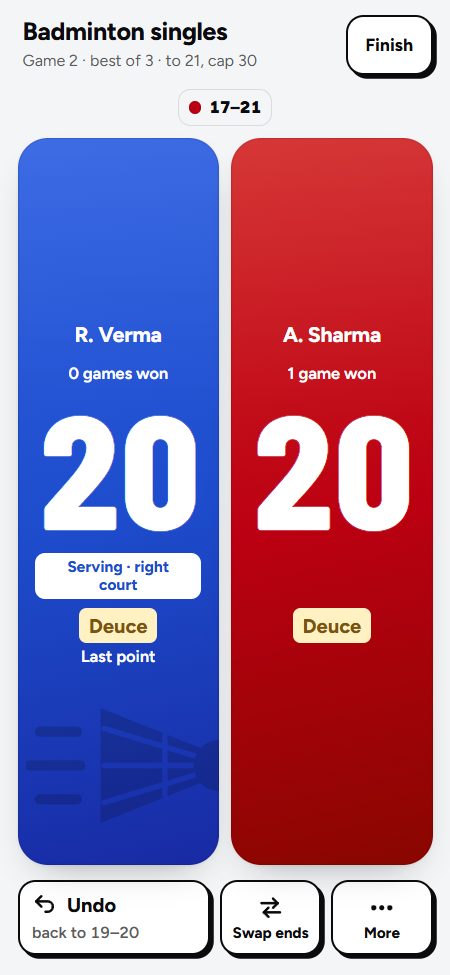 Badminton singles
Game 2 · best of 3 · to 21, cap 30
Finish
17–21
R. Verma
0 games won
20
Serving · right
court
Deuce
Last point
A. Sharma
1 game won
20
Deuce
Undo
back to 19–20
Swap ends
More